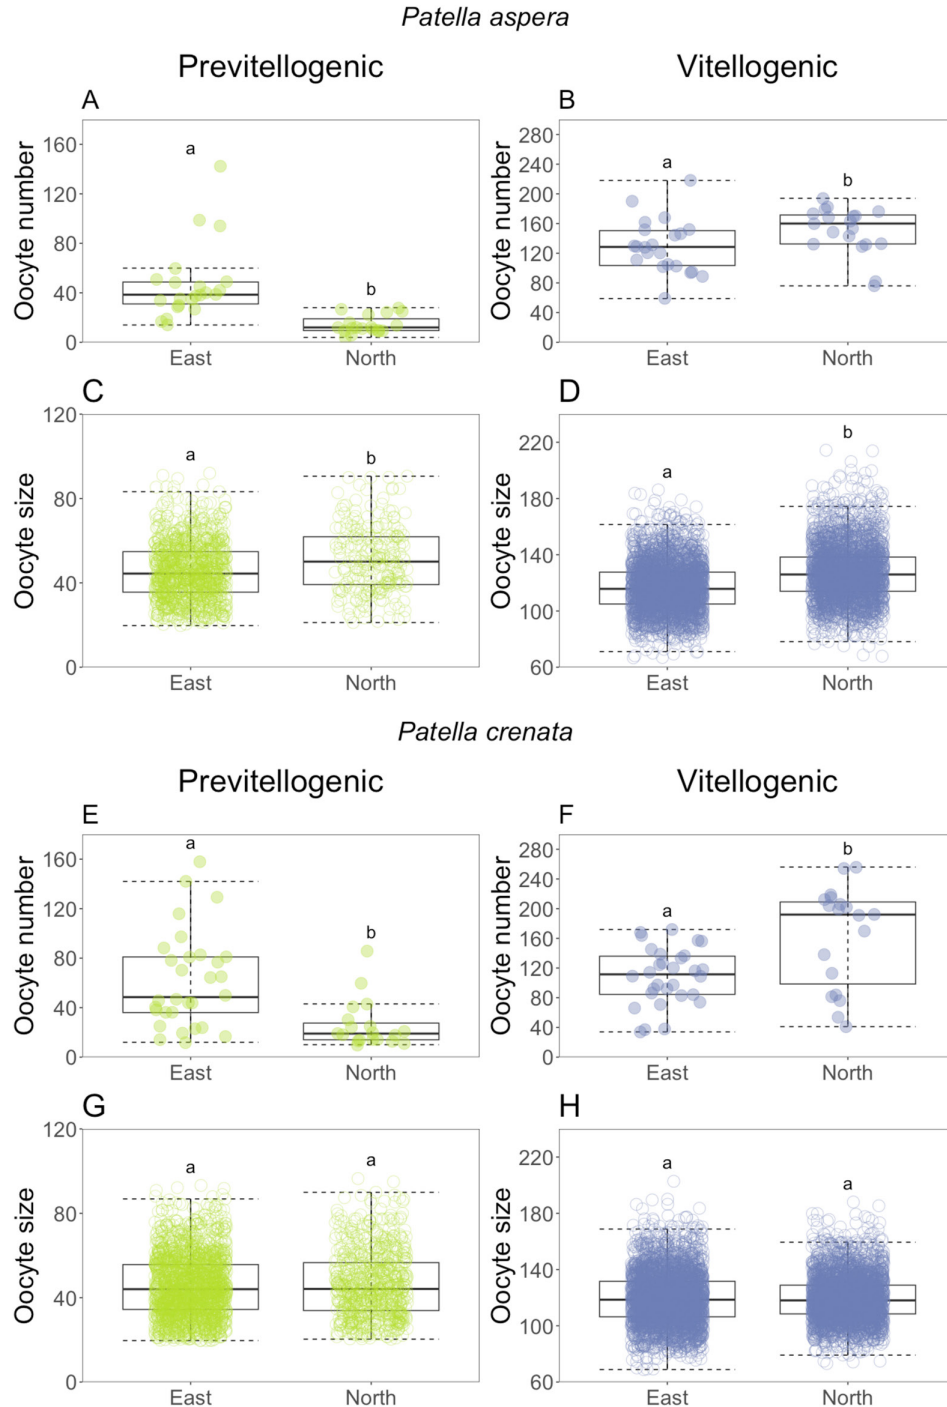 Patella aspera
Previtellogenic
Vitellogenic
A
B
Oocyte number
160
120
80
40
0
a
b
East
North
Oocyte number
280
240
200
160
120
80
40
0
a
b
East
North
C
D
Oocyte size
120
80
40
0
a
b
East
North
Oocyte size
220
180
140
100
60
a
b
East
North
Patella crenata
Previtellogenic
Vitellogenic
E
F
Oocyte number
160
120
80
40
0
a
b
East
North
Oocyte number
280
240
200
160
120
80
40
0
a
b
East
North
G
H
Oocyte size
120
80
40
0
a
a
East
North
Oocyte size
220
180
140
100
60
a
a
East
North